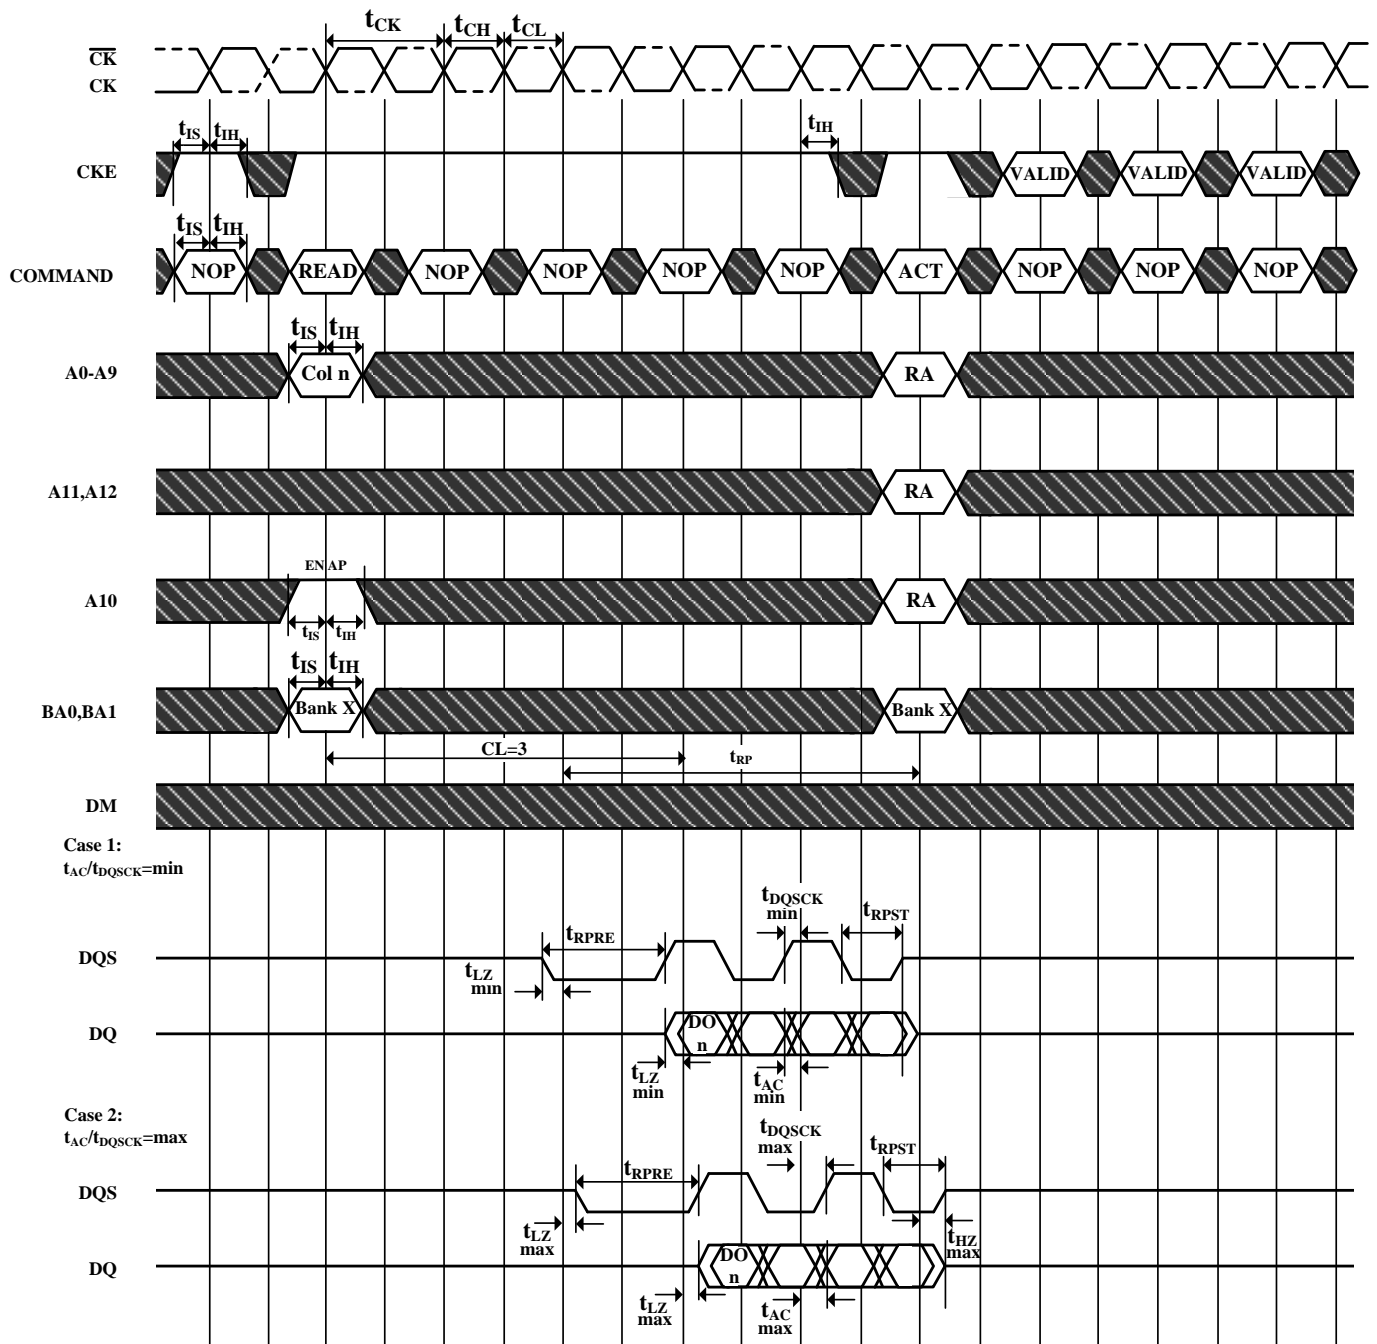 tCK tCH tCL
CK
CK
tIS tIH tIH
CKE VALID VALID VALID
tIS tIH
COMMAND NOP READ NOP NOP NOP NOP ACT NOP NOP NOP
tIS tIH
A0-A9 Col n RA
A11,A12 RA
EN AP
A10 RA
tIS tIH
tIS tIH
BA0,BA1 Bank X Bank X
CL=3 tRP
DM
Case 1:
tAC/tDQSCK=min
tDQSCK min tRPST
tRPRE
DQS
tLZ min
DQ DO n
tLZ min tAC min
Case 2:
tAC/tDQSCK=max
tDQSCK max tRPST
tRPRE
DQS
tLZ max tHZ max
DQ DO n
tLZ max tAC max